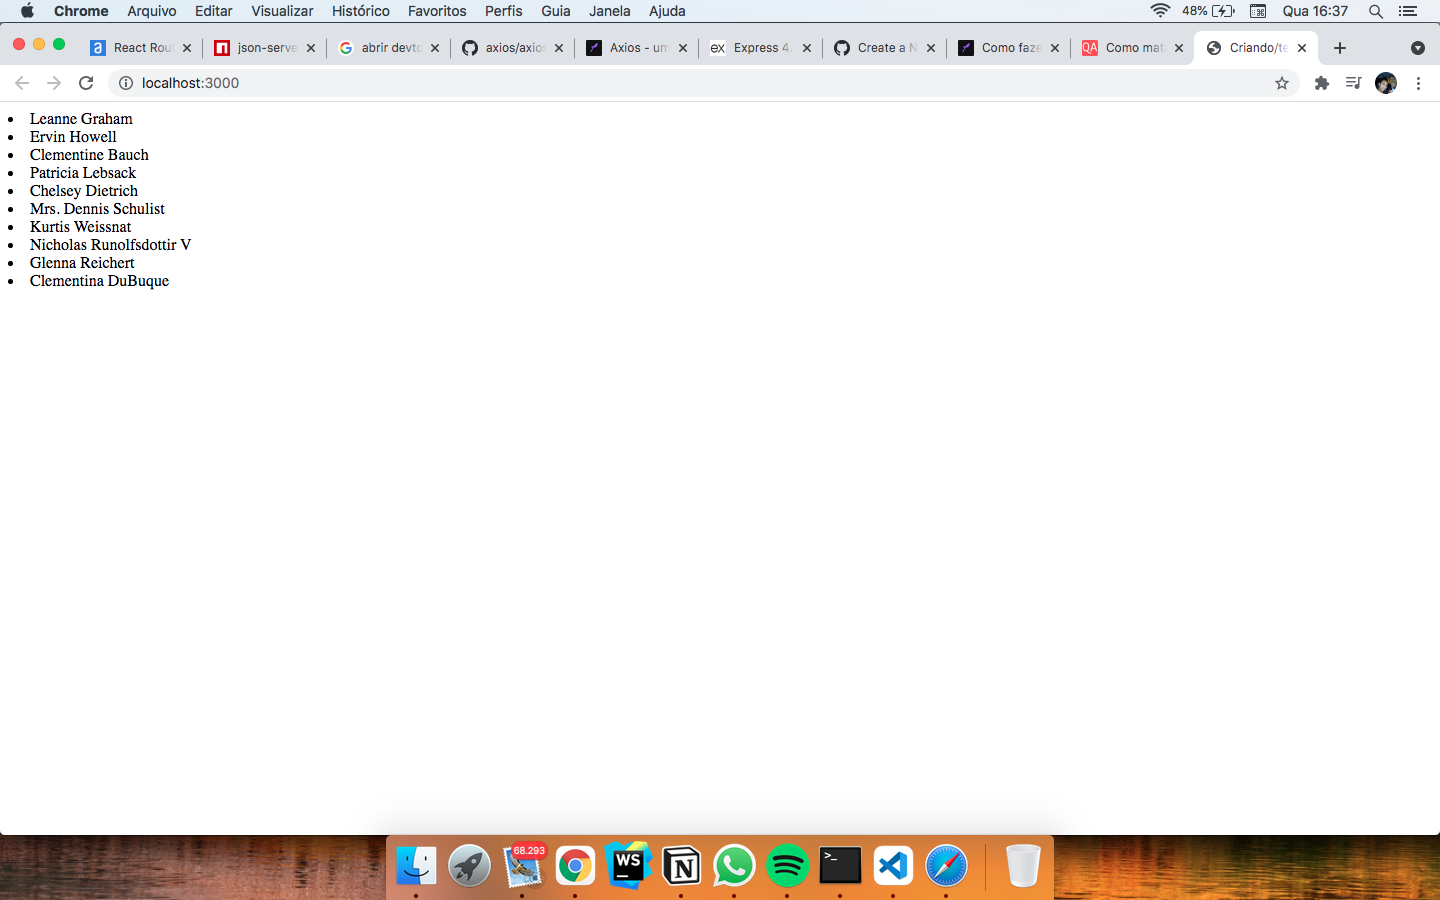 Chrome Arquivo Editar Visualizar Histórico Favoritos Perfis Guia Janela Ajuda 48% Qua 16:37
React Rou json-serve abrir devto axios/axios Axios - um Express 4. Create a N Como faze Como mat Criando/te
localhost:3000
Leanne Graham
Ervin Howell
Clementine Bauch
Patricia Lebsack
Chelsey Dietrich
Mrs. Dennis Schulist
Kurtis Weissnat
Nicholas Runolfsdottir V
Glenna Reichert
Clementina DuBuque
68.293
WS